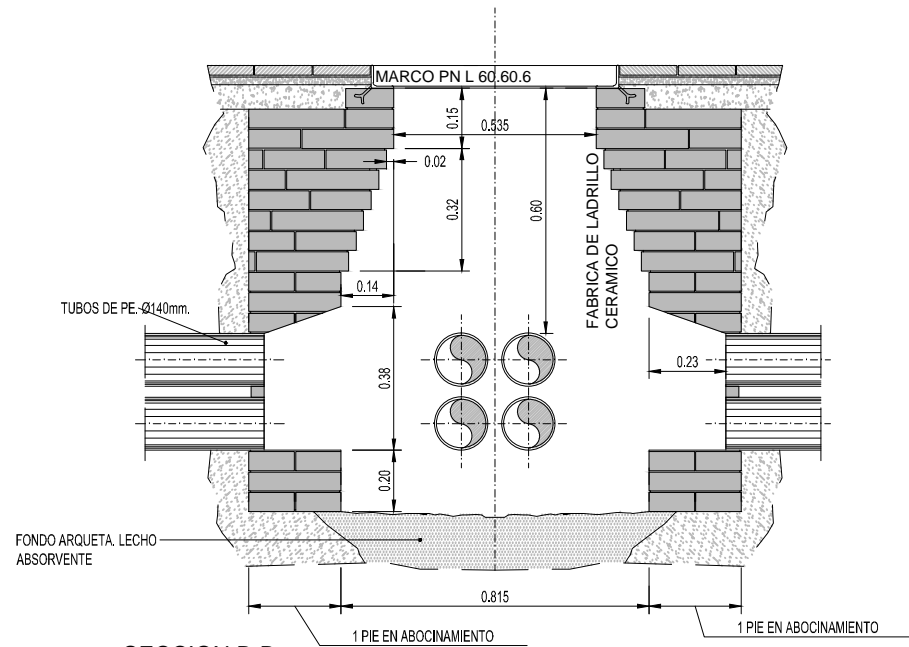 MARCO PN L 60.60.6
0.15
0.535
0.02
0.32
0.60
FABRICA DE LADRILLO
CERAMICO
0.14
TUBOS DE PE. Ø140mm.
0.38
0.23
0.20
FONDO ARQUETA. LECHO
ABSORVENTE
0.815
1 PIE EN ABOCINAMIENTO
1 PIE EN ABOCINAMIENTO